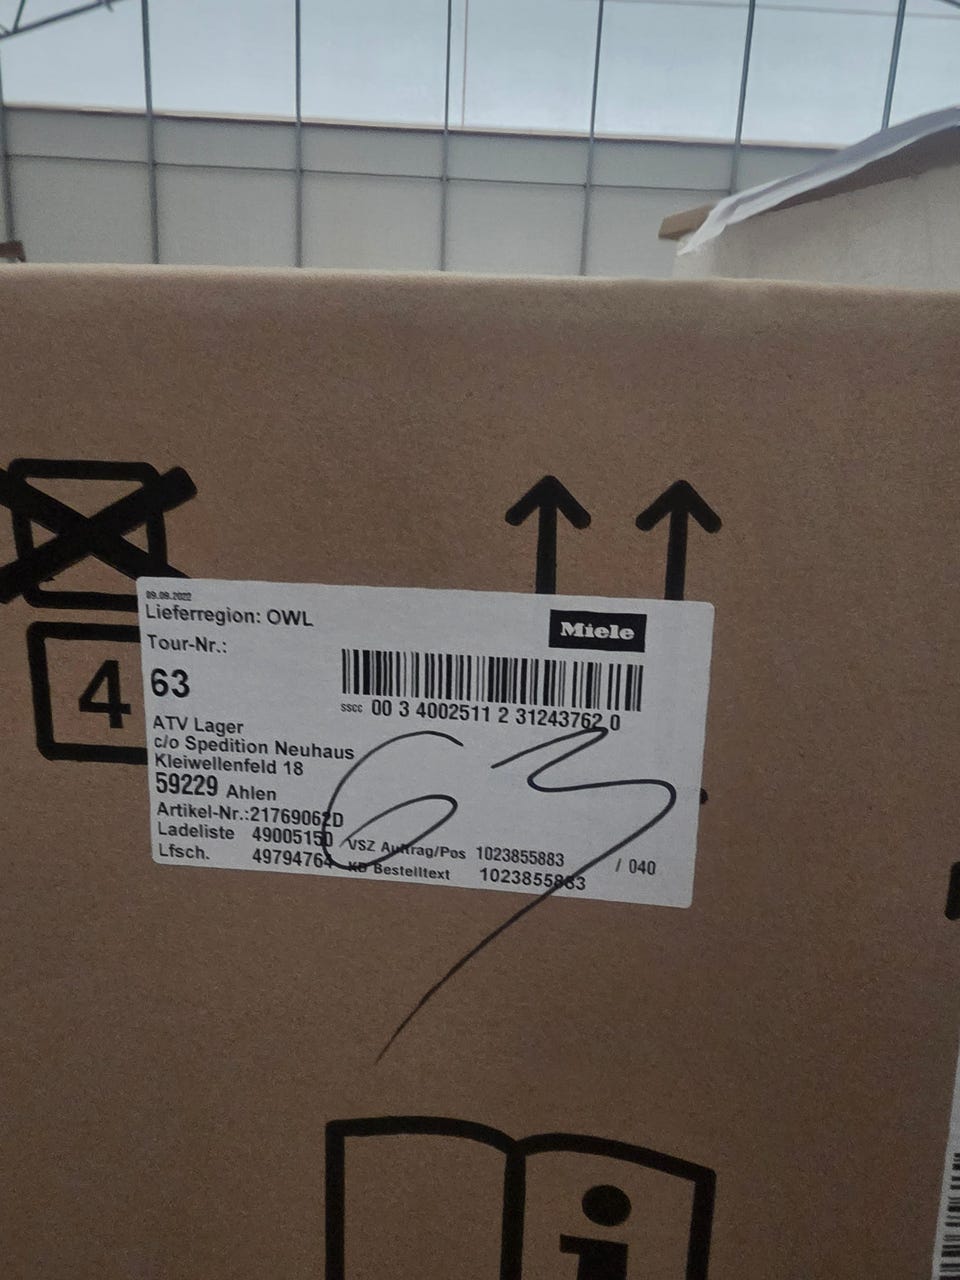 09.09.2022
Lieferregion: OWL
Miele
Tour-Nr.:
63
SSCC 00 3 4002511 2 31243762 0
ATV Lager
c/o Spedition Neuhaus
Kleiwellenfeld 18
59229 Ahlen
Artikel-Nr.:21769062D
Ladeliste 49005150 VSZ Auftrag/Pos 1023855883 / 040
Lfsch. 49794764 KD Bestelltext 1023855883
63
4
i